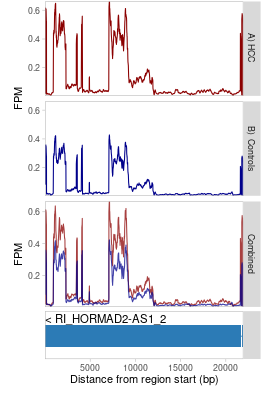 0.6
0.4
0.2
FPM
A) HCC
0.6
0.4
0.2
B) Controls
0.6
0.4
0.2
FPM
Combined
< RI_HORMAD2-AS1_2
5000 10000 15000 20000
Distance from region start (bp)